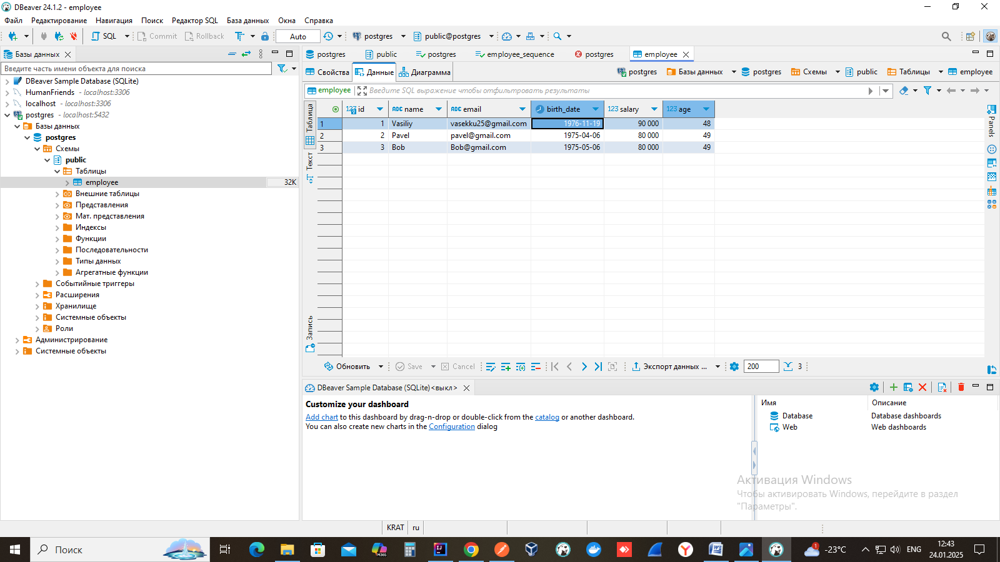 DBeaver 24.1.2 - employee
Файл Редактирование Навигация Поиск Редактор SQL База данных Окна Справка
SQL Commit Rollback Auto postgres public@postgres
Базы данных
Введите часть имени объекта для поиска
DBeaver Sample Database (SQLite)
HumanFriends - localhost:3306
localhost - localhost:3306
postgres - localhost:5432
Базы данных
postgres
Схемы
public
Таблицы
employee 32K
Внешние таблицы
Представления
Мат. представления
Индексы
Функции
Последовательности
Типы данных
Агрегатные функции
Событийные триггеры
Расширения
Хранилище
Системные объекты
Роли
Администрирование
Системные объекты
postgres public postgres employee_sequence postgres employee
Свойства Данные Диаграмма postgres Базы данных postgres Схемы public Таблицы employee
employee Введите SQL выражение чтобы отфильтровать результаты
Таблица
Текст
Запись
123 id ABC name ABC email birth_date 123 salary 123 age
1 1 Vasiliy vasekku25@gmail.com 1976-11-19 90 000 48
2 2 Pavel pavel@gmail.com 1975-04-06 80 000 49
3 3 Bob Bob@gmail.com 1975-05-06 80 000 49
Panels
Обновить Save Cancel Экспорт данных ... 200 3
DBeaver Sample Database (SQLite) <выкл>
Customize your dashboard
Add chart to this dashboard by drag-n-drop or double-click from the catalog or another dashboard.
You can also create new charts in the Configuration dialog
Имя Описание
Database Database dashboards
Web Web dashboards
Активация Windows
Чтобы активировать Windows, перейдите в раздел
"Параметры".
KRAT ru
Поиск
M365
1 -23°C ENG
12:43
24.01.2025